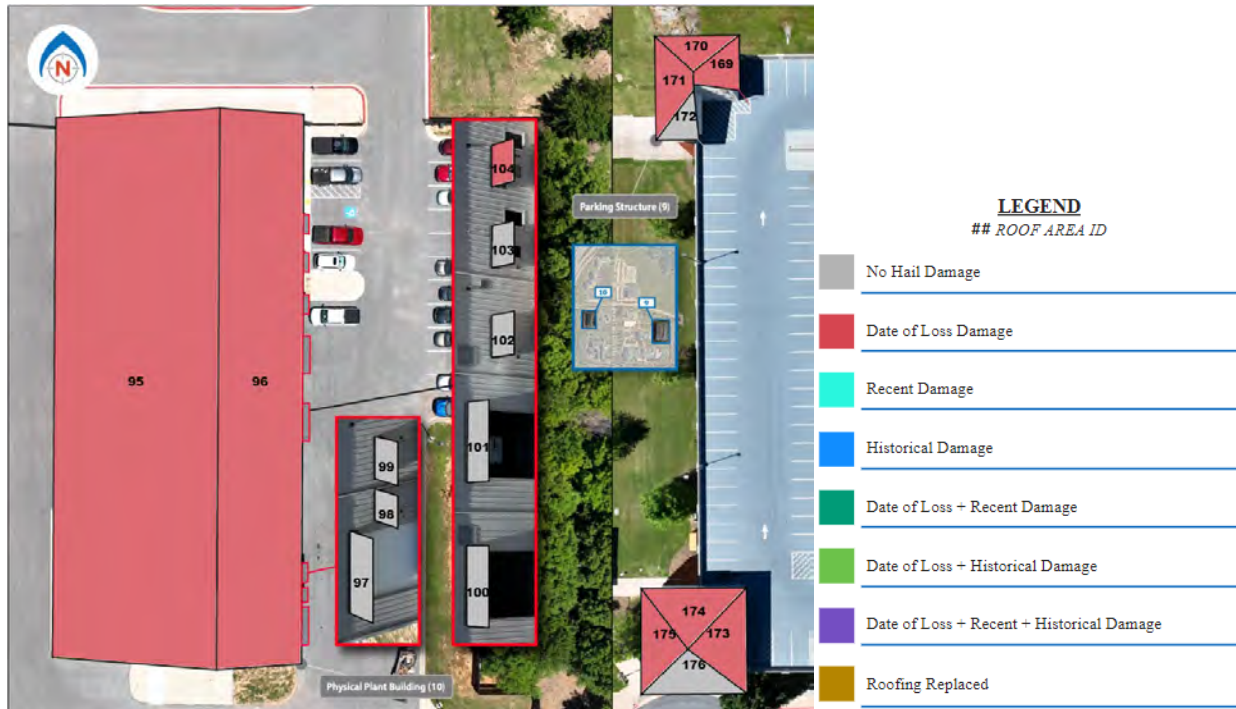 N
170
169
171
172
104
Parking Structure (9)
103
10
9
102
95
96
101
99
98
97
100
174
175
173
176
Physical Plant Building (10)
LEGEND
## ROOF AREA ID
No Hail Damage
Date of Loss Damage
Recent Damage
Historical Damage
Date of Loss + Recent Damage
Date of Loss + Historical Damage
Date of Loss + Recent + Historical Damage
Roofing Replaced